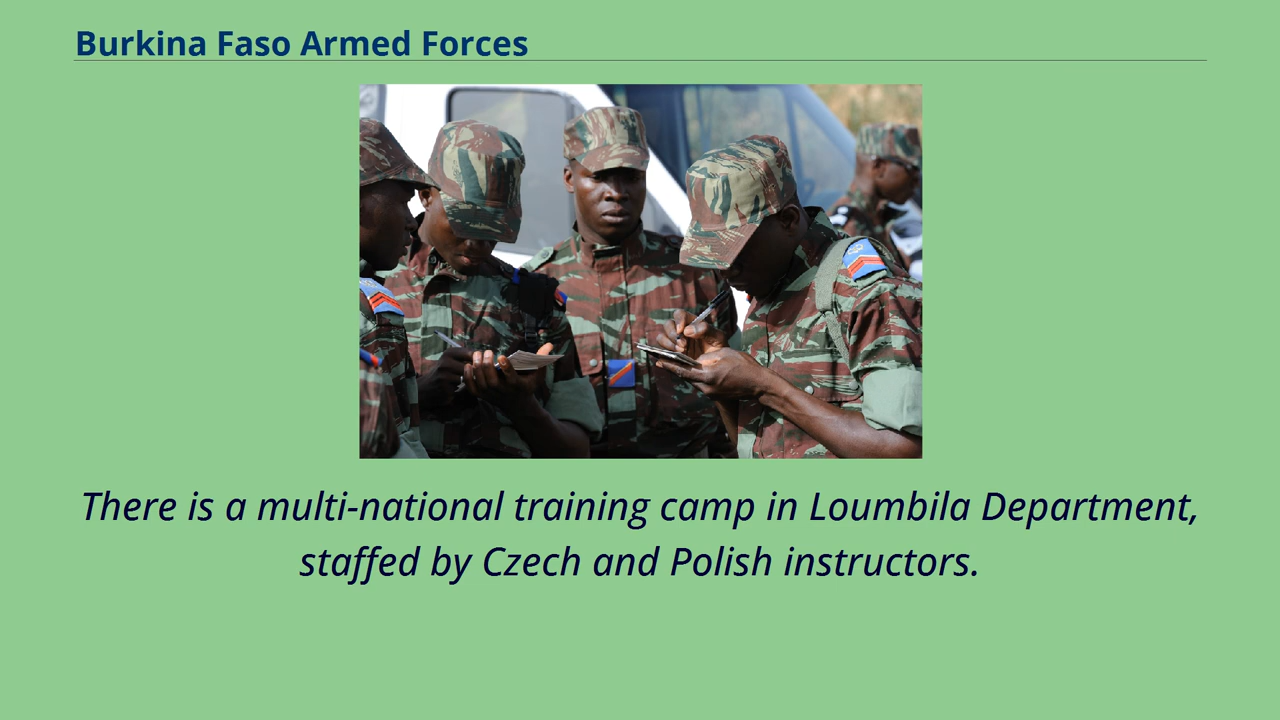 Burkina Faso Armed Forces
There is a multi-national training camp in Loumbila Department,
staffed by Czech and Polish instructors.